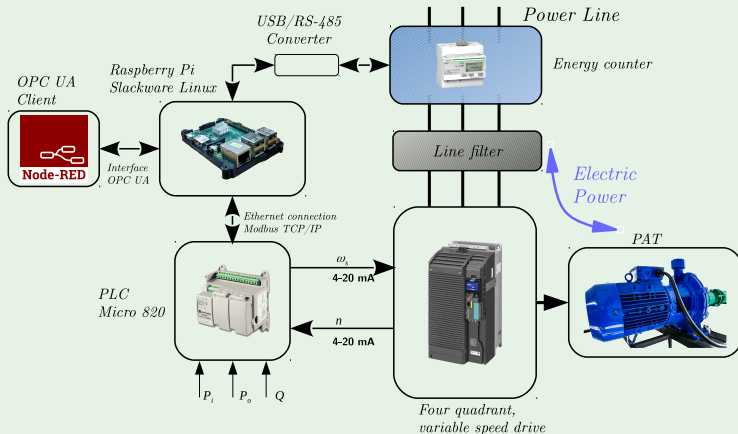 USB/RS-485
Converter
Power Line
Energy counter
Raspberry Pi
Slackware Linux
OPC UA
Client
Node-RED
Interface
OPC UA
Line filter
Electric
Power
Ethernet connection
Modbus TCP/IP
PAT
PLC
Micro 820
ωs
4–20 mA
n
4–20 mA
Pi
Po
Q
Four quadrant,
variable speed drive